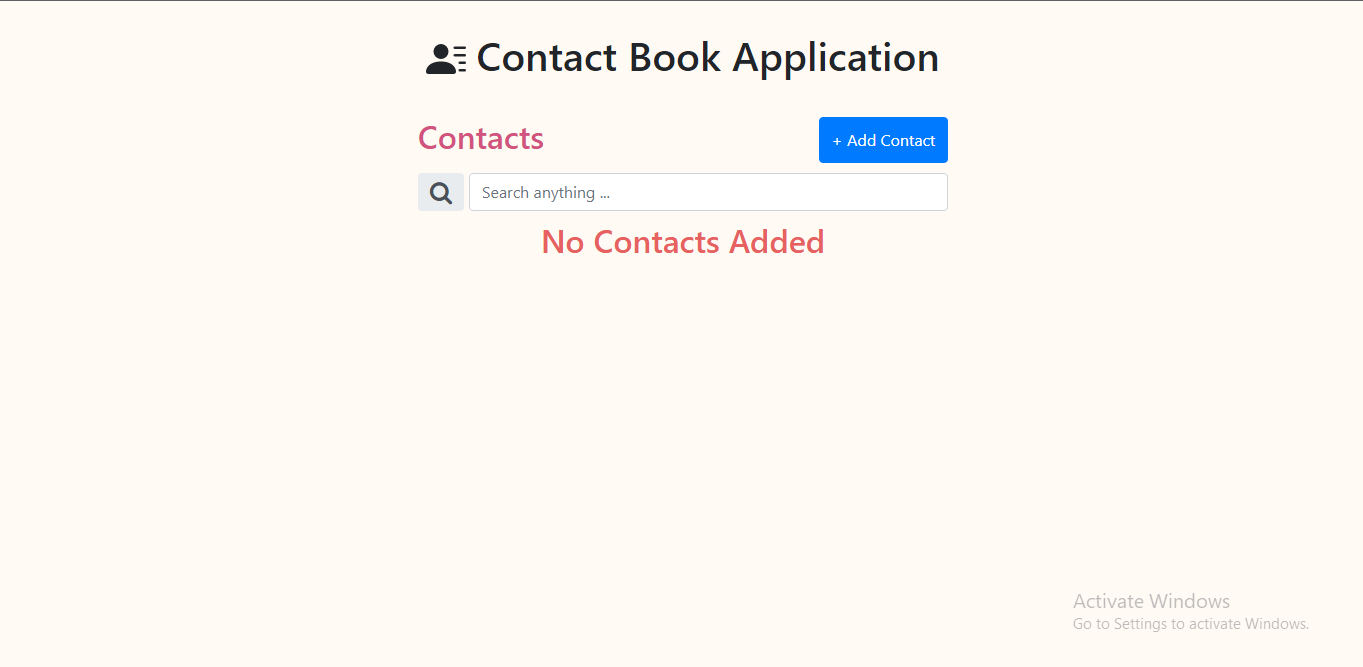 Contact Book Application
Contacts
+ Add Contact
Search anything ...
No Contacts Added
Activate Windows
Go to Settings to activate Windows.